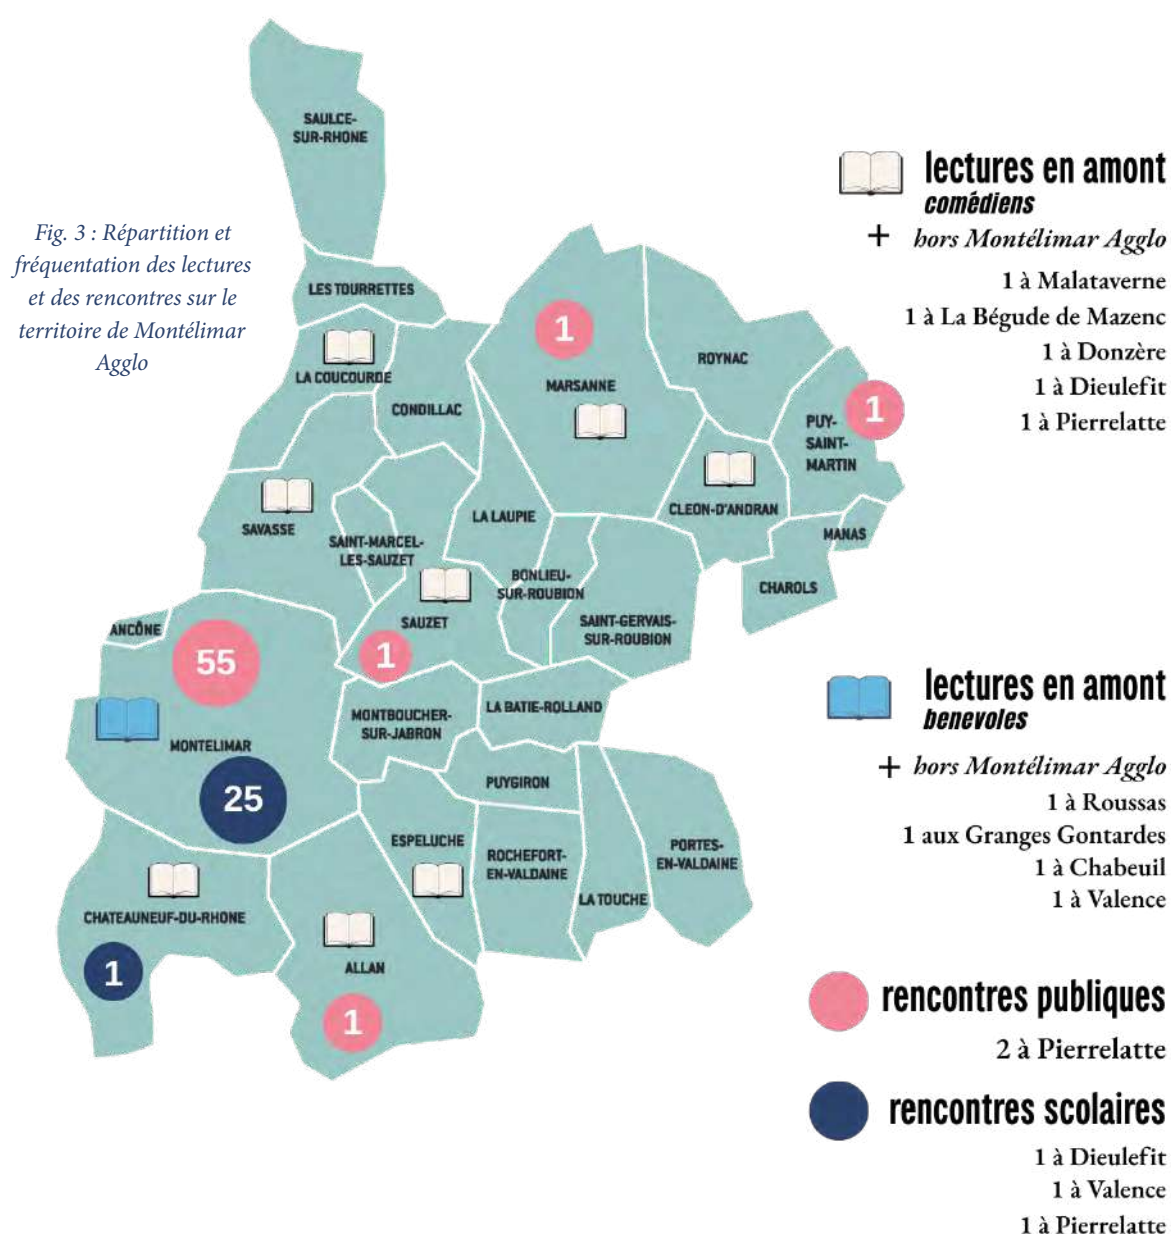 Fig. 3 : Répartition et
fréquentation des lectures
et des rencontres sur le
territoire de Montélimar
Agglo
SAULCE-
SUR-RHONE
LES TOURRETTES
LA COUCOURDE
CONDILLAC
1
MARSANNE
ROYNAC
1
PUY-
SAINT-
MARTIN
CLEON-D'ANDRAN
MANAS
CHAROLS
SAVASSE
SAINT-MARCEL-
LES-SAUZET
LA LAUPIE
BONLIEU-
SUR-ROUBION
SAINT-GERVAIS-
SUR-ROUBION
SAUZET
1
ANCÔNE
55
MONTELIMAR
25
MONTBOUCHER-
SUR-JABRON
LA BATIE-ROLLAND
PUYGIRON
ESPELUCHE
ROCHEFORT-
EN-VALDAINE
LA TOUCHE
PORTES-
EN-VALDAINE
CHATEAUNEUF-DU-RHONE
1
ALLAN
1
lectures en amont
comédiens
+ hors Montélimar Agglo
1 à Malataverne
1 à La Bégude de Mazenc
1 à Donzère
1 à Dieulefit
1 à Pierrelatte
lectures en amont
benevoles
+ hors Montélimar Agglo
1 à Roussas
1 aux Granges Gontardes
1 à Chabeuil
1 à Valence
rencontres publiques
2 à Pierrelatte
rencontres scolaires
1 à Dieulefit
1 à Valence
1 à Pierrelatte